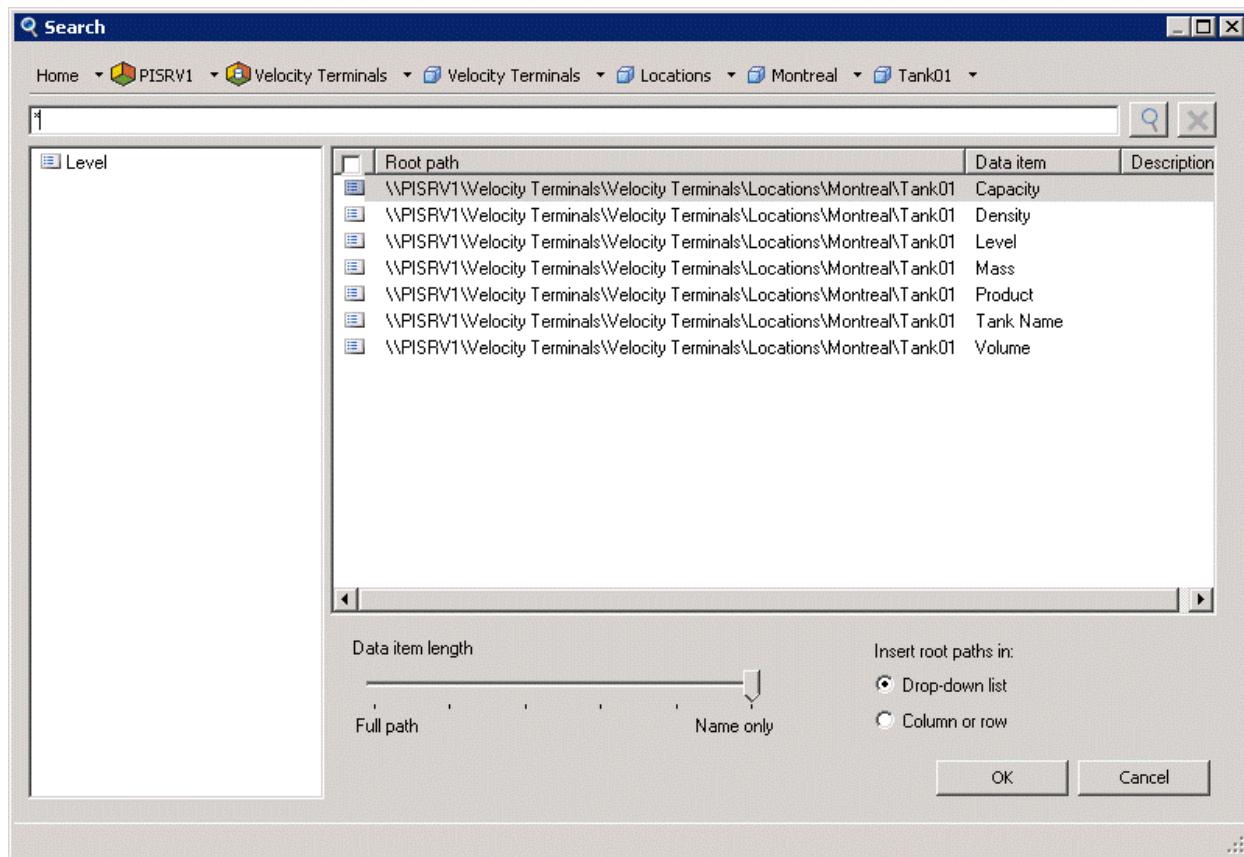 Search
Home PISRV1 Velocity Terminals Velocity Terminals Locations Montreal Tank01
*
Level
Root path Data item Description
\\PISRV1\Velocity Terminals\Velocity Terminals\Locations\Montreal\Tank01 Capacity
\\PISRV1\Velocity Terminals\Velocity Terminals\Locations\Montreal\Tank01 Density
\\PISRV1\Velocity Terminals\Velocity Terminals\Locations\Montreal\Tank01 Level
\\PISRV1\Velocity Terminals\Velocity Terminals\Locations\Montreal\Tank01 Mass
\\PISRV1\Velocity Terminals\Velocity Terminals\Locations\Montreal\Tank01 Product
\\PISRV1\Velocity Terminals\Velocity Terminals\Locations\Montreal\Tank01 Tank Name
\\PISRV1\Velocity Terminals\Velocity Terminals\Locations\Montreal\Tank01 Volume
Data item length
Full path Name only
Insert root paths in:
Drop-down list
Column or row
OK Cancel